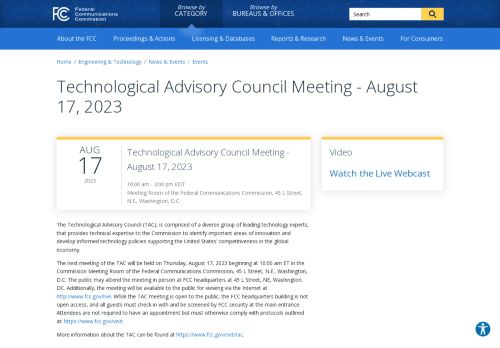 FCC
Federal
Communications
Commission
Browse by
CATEGORY
Browse by
BUREAUS & OFFICES
Search
About the FCC
Proceedings & Actions
Licensing & Databases
Reports & Research
News & Events
For Consumers
Home / Engineering & Technology / News & Events / Events
Technological Advisory Council Meeting - August
17, 2023
AUG
17
2023
Technological Advisory Council Meeting -
August 17, 2023
10:00 am - 3:00 pm EDT
Meeting Room of the Federal Communications Commission, 45 L Street,
N.E., Washington, D.C.
Video
Watch the Live Webcast
The Technological Advisory Council (TAC), is comprised of a diverse group of leading technology experts,
that provides technical expertise to the Commission to identify important areas of innovation and
develop informed technology policies supporting the United States' competitiveness in the global
economy.
The next meeting of the TAC will be held on Thursday, August 17, 2023 beginning at 10:00 am ET in the
Commission Meeting Room of the Federal Communications Commission, 45 L Street, N.E., Washington,
D.C. The public may attend the meeting in person at FCC headquarters at 45 L Street, NE, Washington,
DC. Additionally, the meeting will be available to the public for viewing via the Internet at
http://www.fcc.gov/live. While the TAC meeting is open to the public, the FCC headquarters building is not
open access, and all guests must check in with and be screened by FCC security at the main entrance.
Attendees are not required to have an appointment but must otherwise comply with protocols outlined
at: https://www.fcc.gov/visit.
More information about the TAC can be found at https://www.fcc.gov/oet/tac.